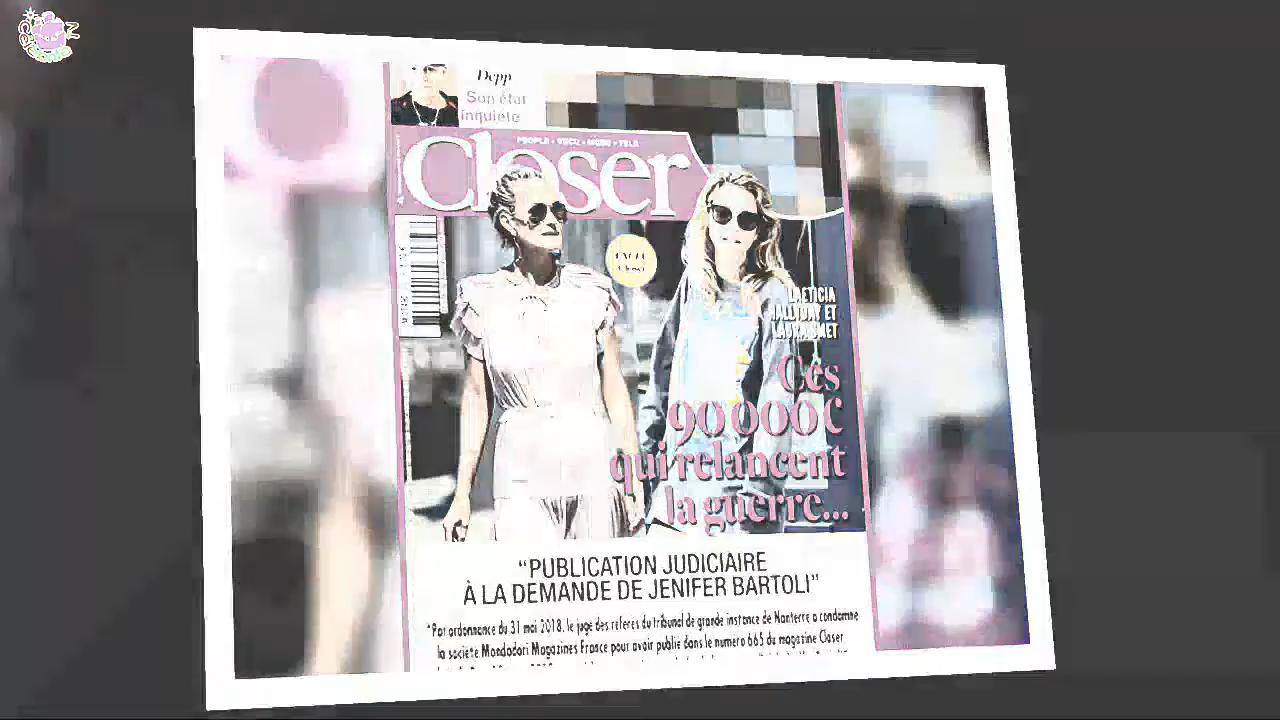 Depp
Son état
inquiète
PEOPLE • VÉCU • MODE • TÉLÉ
Closer
EXCLU
Closer
LAETICIA
HALLYDAY ET
LAURA SMET
Ces
90 000 €
qui relancent
la guerre...
“PUBLICATION JUDICIAIRE
À LA DEMANDE DE JENIFER BARTOLI”
"Par ordonnance du 31 mai 2018, le juge des référés du tribunal de grande instance de Nanterre a condamné
la société Mondadori Magazines France pour avoir publié dans le numéro 665 du magazine Closer